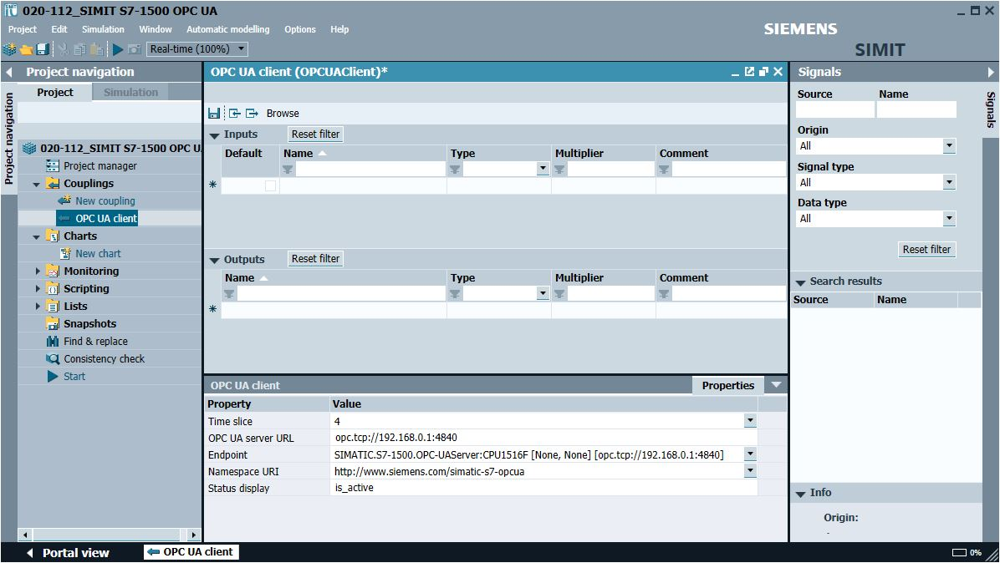 020-112_SIMIT S7-1500 OPC UA
Project Edit Simulation Window Automatic modelling Options Help
SIEMENS
SIMIT
Real-time (100%)
Project navigation
Project Simulation
Project navigation
020-112_SIMIT S7-1500 OPC U
Project manager
Couplings
New coupling
OPC UA client
Charts
New chart
Monitoring
Scripting
Lists
Snapshots
Find & replace
Consistency check
Start
OPC UA client (OPCUAClient)*
Browse
Inputs Reset filter
Default Name Type Multiplier Comment
Outputs Reset filter
Name Type Multiplier Comment
OPC UA client Properties
Property Value
Time slice 4
OPC UA server URL opc.tcp://192.168.0.1:4840
Endpoint SIMATIC.S7-1500.OPC-UAServer:CPU1516F [None, None] [opc.tcp://192.168.0.1:4840]
Namespace URI http://www.siemens.com/simatic-s7-opcua
Status display is_active
Signals
Signals
Source Name
Origin
All
Signal type
All
Data type
All
Reset filter
Search results
Source Name
Info
Origin:
-
Portal view OPC UA client 0%